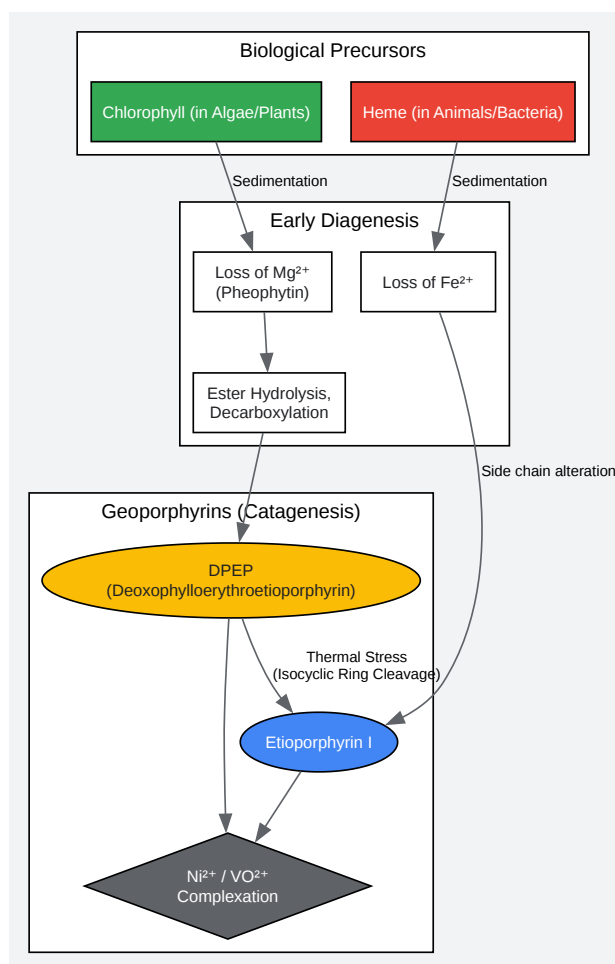 Biological Precursors
Chlorophyll (in Algae/Plants)
Heme (in Animals/Bacteria)
Sedimentation
Sedimentation
Early Diagenesis
Loss of Mg²⁺
(Pheophytin)
Loss of Fe²⁺
Ester Hydrolysis,
Decarboxylation
Side chain alteration
Geoporphyrins (Catagenesis)
DPEP
(Deoxophylloerythroetioporphyrin)
Thermal Stress
(Isocyclic Ring Cleavage)
Etioporphyrin I
Ni²⁺ / VO²⁺
Complexation